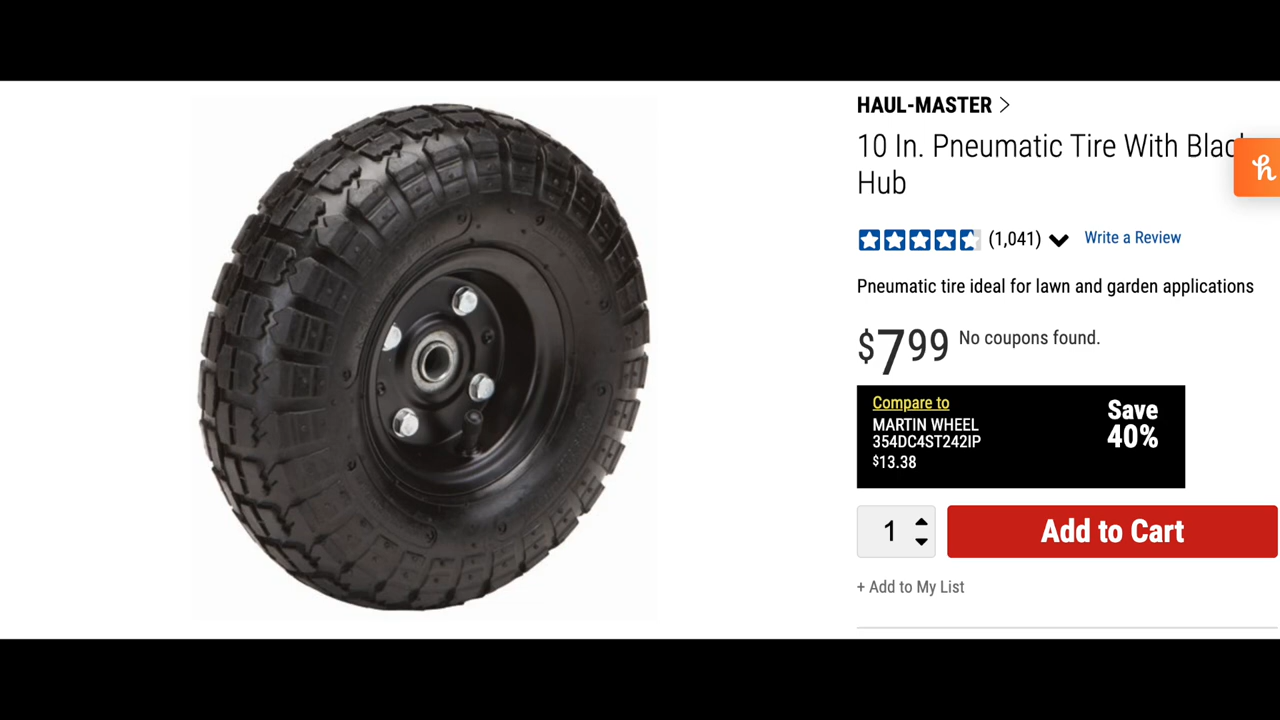 HAUL-MASTER >
10 In. Pneumatic Tire With
Hub
(1,041)
Write a Review
Pneumatic tire ideal for lawn and garden applications
$7.99
No coupons found.
Compare to
MARTIN WHEEL
354DC4ST242IP
$13.38
Save
40%
1
Add to Cart
+ Add to My List
h